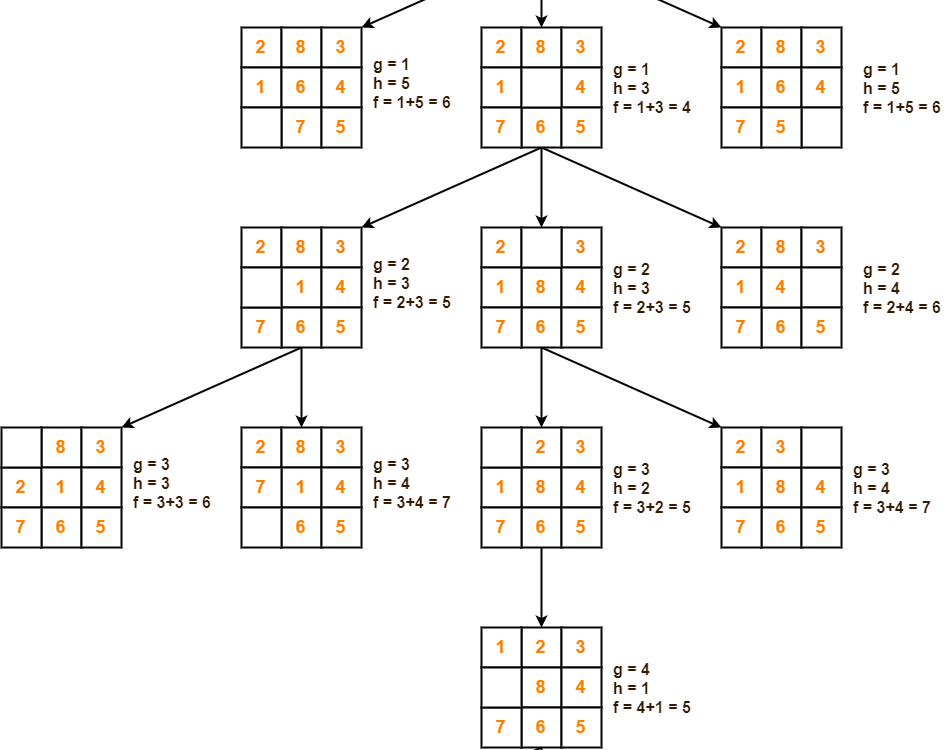 2 8 3
1 6 4
7 5
g = 1
h = 5
f = 1+5 = 6
2 8 3
1 4
7 6 5
g = 1
h = 3
f = 1+3 = 4
2 8 3
1 6 4
7 5
g = 1
h = 5
f = 1+5 = 6
2 8 3
1 4
7 6 5
g = 2
h = 3
f = 2+3 = 5
2 3
1 8 4
7 6 5
g = 2
h = 3
f = 2+3 = 5
2 8 3
1 4
7 6 5
g = 2
h = 4
f = 2+4 = 6
8 3
2 1 4
7 6 5
g = 3
h = 3
f = 3+3 = 6
2 8 3
7 1 4
6 5
g = 3
h = 4
f = 3+4 = 7
2 3
1 8 4
7 6 5
g = 3
h = 2
f = 3+2 = 5
2 3
1 8 4
7 6 5
g = 3
h = 4
f = 3+4 = 7
1 2 3
8 4
7 6 5
g = 4
h = 1
f = 4+1 = 5